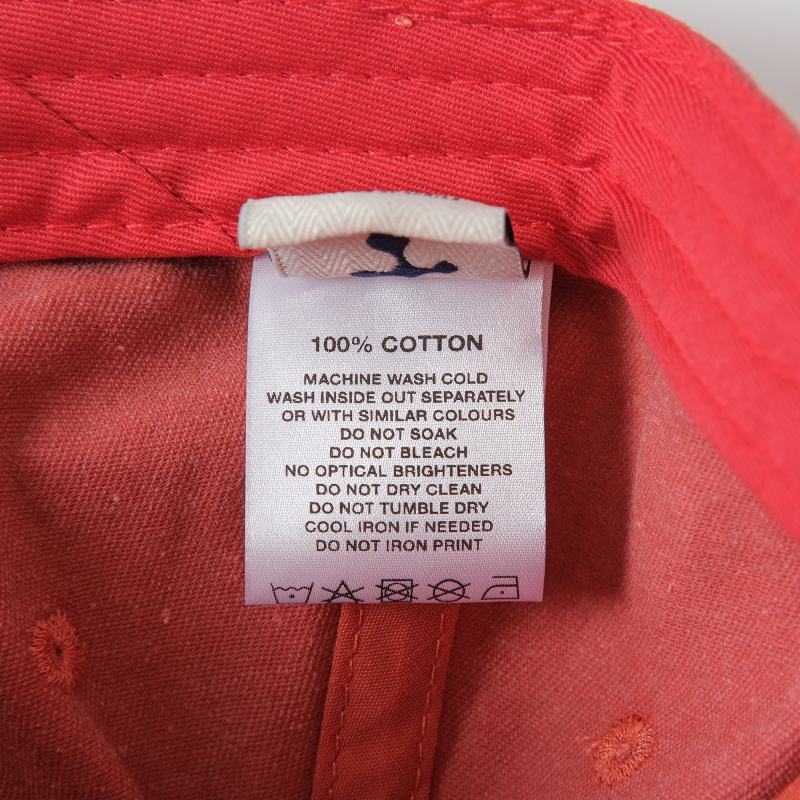 100% COTTON
MACHINE WASH COLD
WASH INSIDE OUT SEPARATELY
OR WITH SIMILAR COLOURS
DO NOT SOAK
DO NOT BLEACH
NO OPTICAL BRIGHTENERS
DO NOT DRY CLEAN
DO NOT TUMBLE DRY
COOL IRON IF NEEDED
DO NOT IRON PRINT